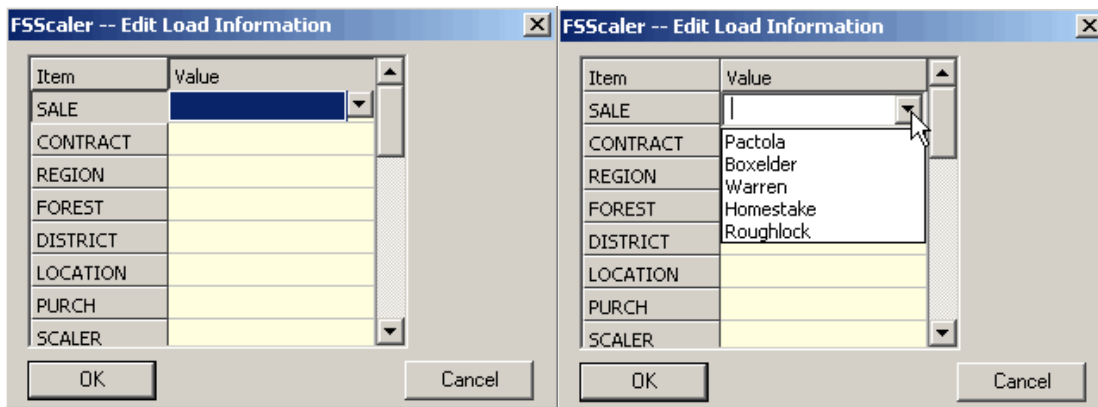 FSScaler -- Edit Load Information
Item Value
SALE
CONTRACT
REGION
FOREST
DISTRICT
LOCATION
PURCH
SCALER
OK Cancel
FSScaler -- Edit Load Information
Item Value
SALE
CONTRACT Pactola
Boxelder
REGION Warren
FOREST Homestake
DISTRICT Roughlock
LOCATION
PURCH
SCALER
OK Cancel